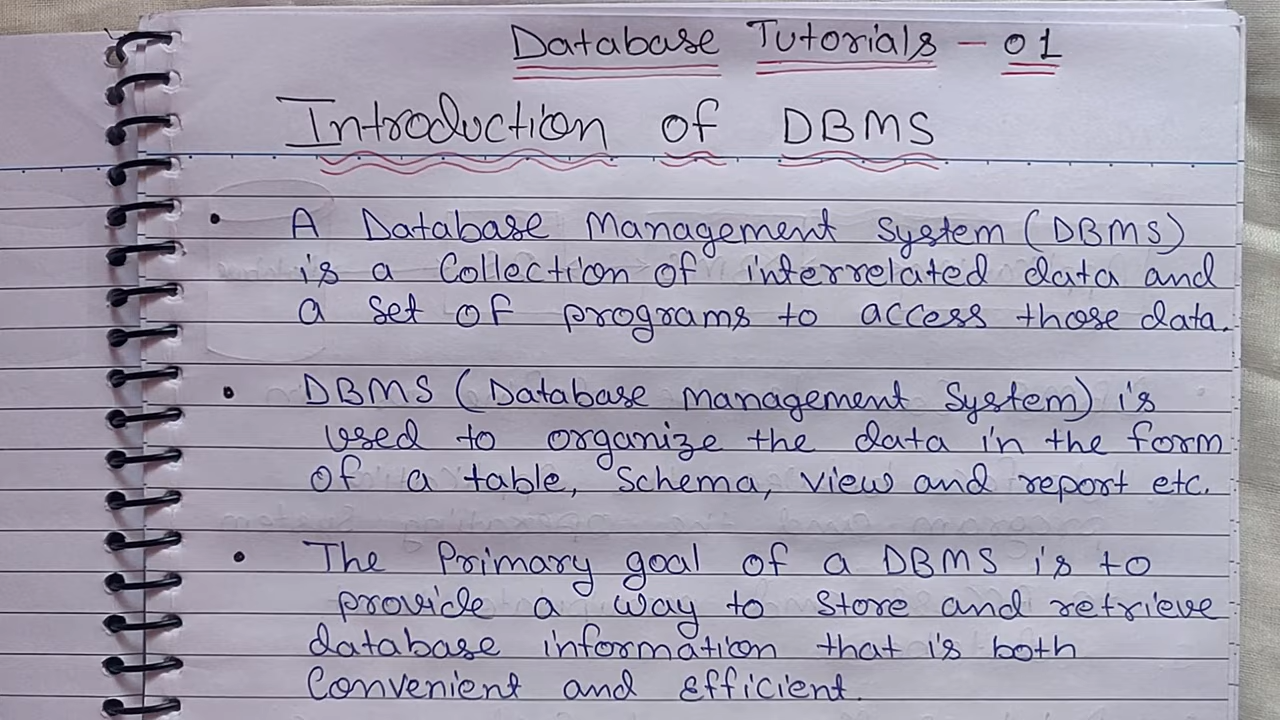 Database Tutorials - 01
Introduction of DBMS
• A Database Management System (DBMS)
is a Collection of interrelated data and
a set of programs to access those data.
• DBMS (Database Management System) is
used to organize the data in the form
of a table, Schema, view and report etc.
• The Primary goal of a DBMS is to
provide a way to store and retrieve
database information that is both
Convenient and efficient.